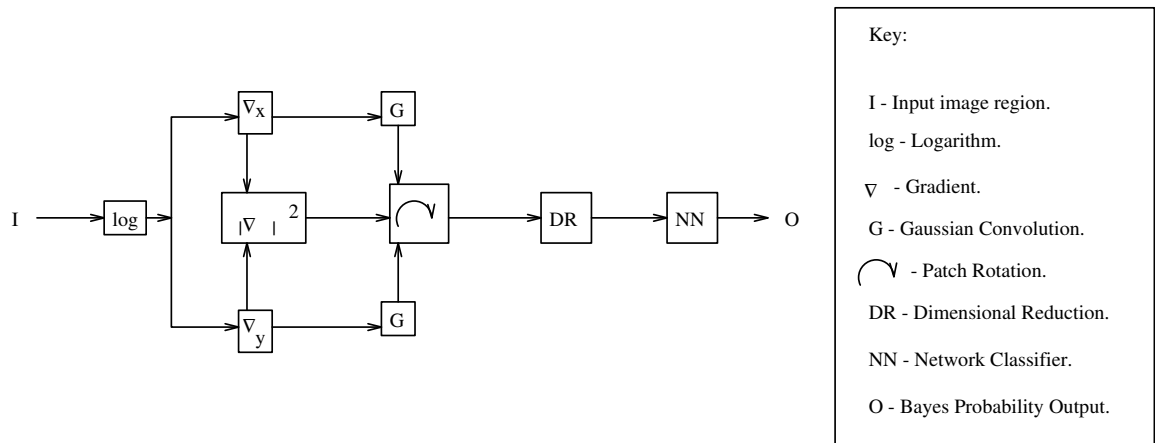 Key:
I - Input image region.
log - Logarithm.
∇ - Gradient.
G - Gaussian Convolution.
- Patch Rotation.
DR - Dimensional Reduction.
NN - Network Classifier.
O - Bayes Probability Output.
∇x
G
I
log
|∇ |²
DR
NN
O
∇y
G